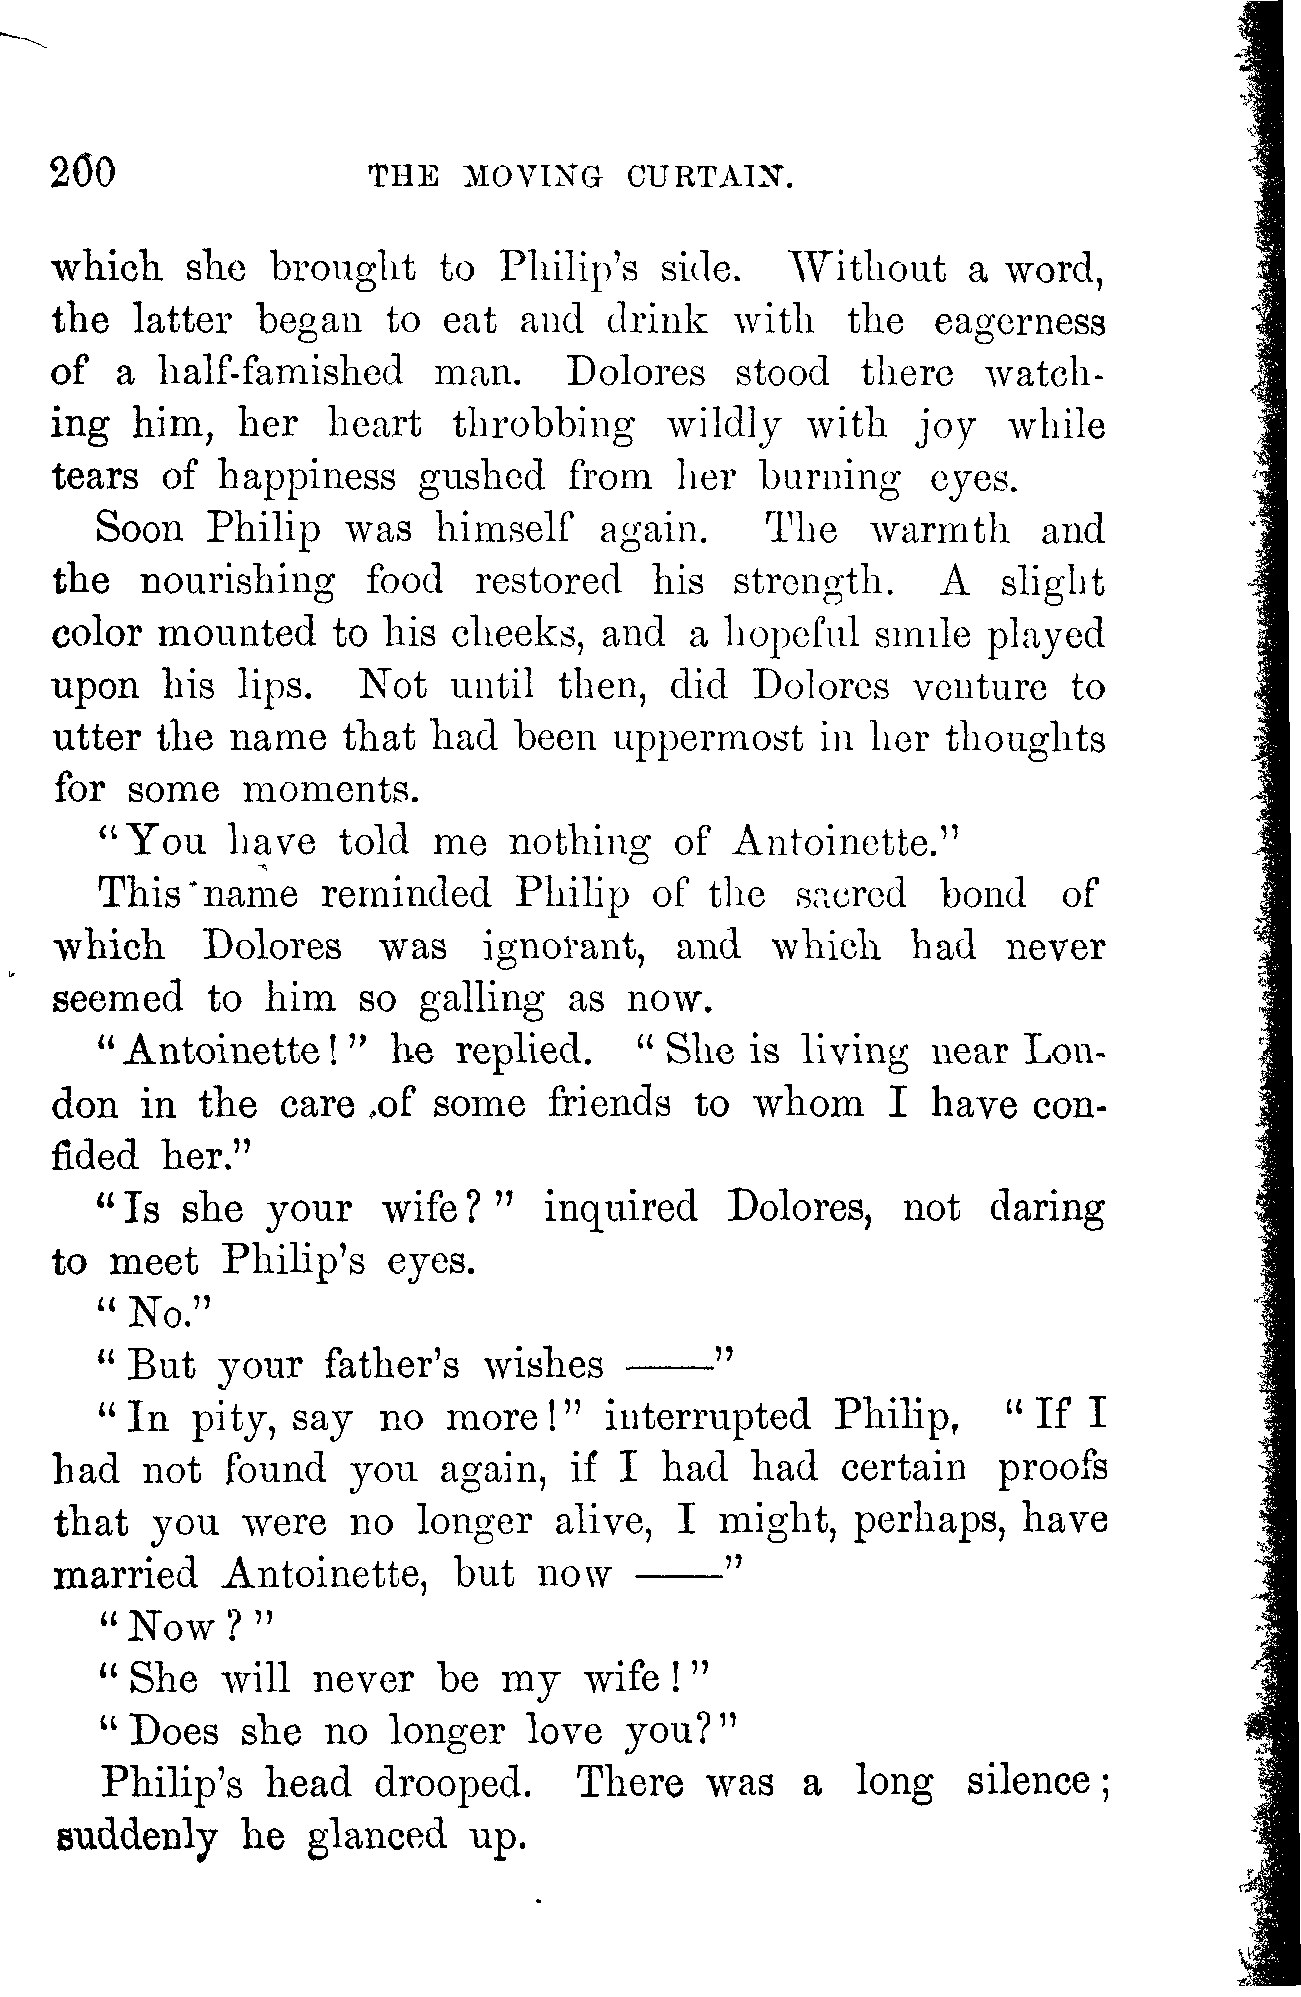 200 THE MOVING CURTAIN.
which she brought to Philip's side. Without a word,
the latter began to eat and drink with the eagerness
of a half-famished man. Dolores stood there watch-
ing him, her heart throbbing wildly with joy while
tears of happiness gushed from her burning eyes.
Soon Philip was himself again. The warmth and
the nourishing food restored his strength. A slight
color mounted to his cheeks, and a hopeful smile played
upon his lips. Not until then, did Dolores venture to
utter the name that had been uppermost in her thoughts
for some moments.
"You have told me nothing of Antoinette."
This name reminded Philip of the sacred bond of
which Dolores was ignorant, and which had never
seemed to him so galling as now.
"Antoinette!" he replied. "She is living near Lon-
don in the care of some friends to whom I have con-
fided her."
"Is she your wife?" inquired Dolores, not daring
to meet Philip's eyes.
"No."
"But your father's wishes ——"
"In pity, say no more!" interrupted Philip, "If I
had not found you again, if I had had certain proofs
that you were no longer alive, I might, perhaps, have
married Antoinette, but now ——"
"Now?"
"She will never be my wife!"
"Does she no longer love you?"
Philip's head drooped. There was a long silence;
suddenly he glanced up.